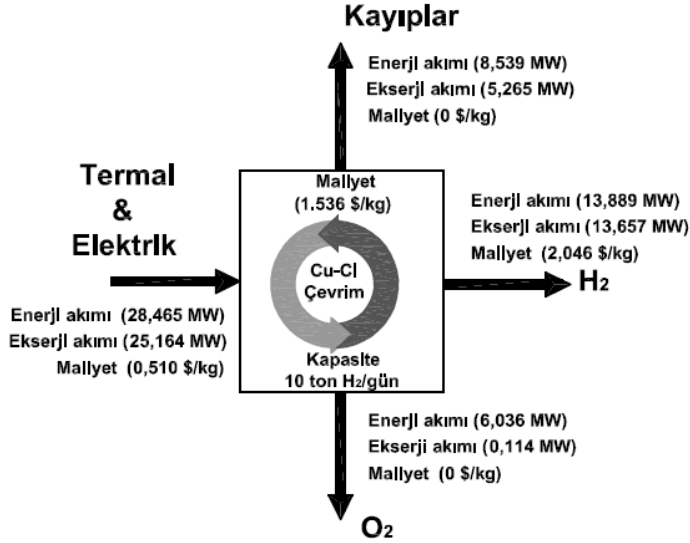 Kayıplar
Enerji akımı (8,539 MW)
Ekserji akımı (5,265 MW)
Maliyet (0 $/kg)
Termal
&
Elektrik
Enerji akımı (28,465 MW)
Ekserji akımı (25,164 MW)
Maliyet (0,510 $/kg)
Maliyet
(1.536 $/kg)
Cu-Cl
Çevrim
Kapasite
10 ton H2/gün
Enerji akımı (13,889 MW)
Ekserji akımı (13,657 MW)
Maliyet (2,046 $/kg)
H2
Enerji akımı (6,036 MW)
Ekserji akımı (0,114 MW)
Maliyet (0 $/kg)
O2